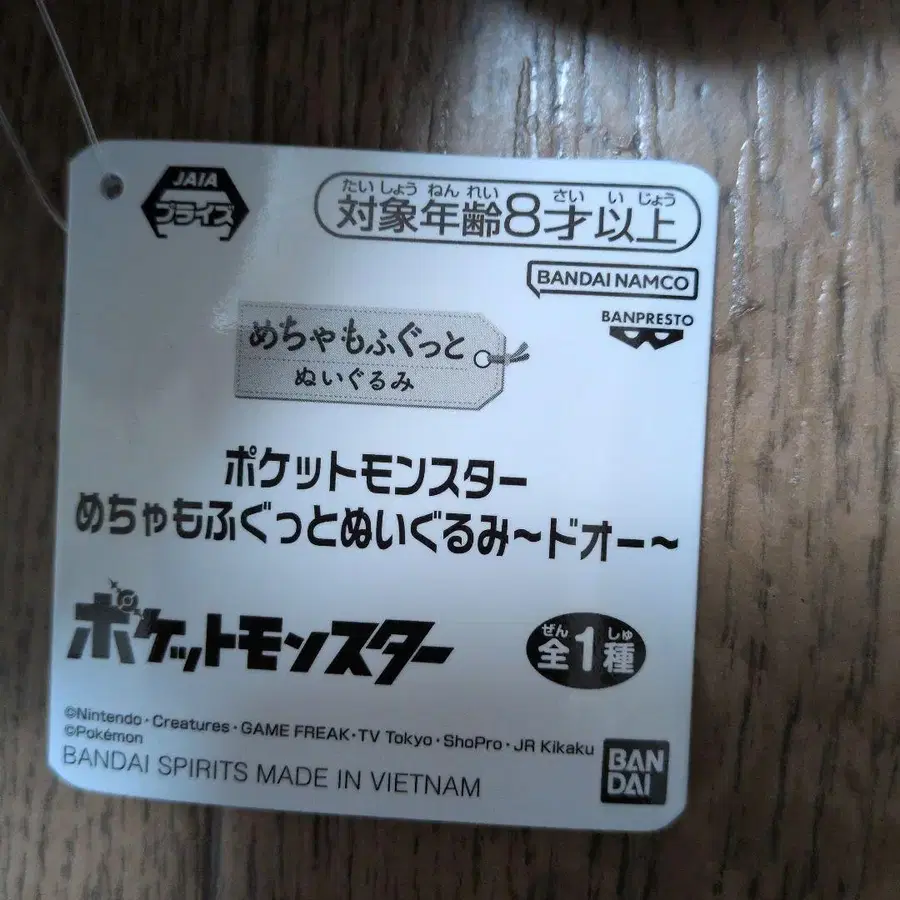 JAIA
プライズ
たいしょうねんれい さい いじょう
対象年齢8才以上
BANDAI NAMCO
BANPRESTO
めちゃもふぐっと
ぬいぐるみ
ポケットモンスター
めちゃもふぐっとぬいぐるみ~ドオー~
ポケットモンスター
ぜん しゅ
全1種
©Nintendo・Creatures・GAME FREAK・TV Tokyo・ShoPro・JR Kikaku
©Pokémon
BANDAI SPIRITS MADE IN VIETNAM
BAN
DAI